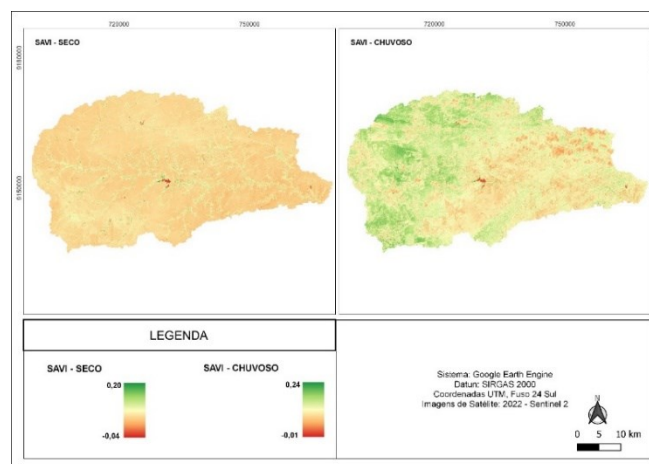 720000 750000 720000 750000
SAVI - SECO
SAVI - CHUVOSO
9180000
9150000
LEGENDA
SAVI - SECO
SAVI - CHUVOSO
0,20
-0,04
0,24
-0,01
Sistema: Google Earth Engine
Datun: SIRGAS 2000
Coordenadas UTM, Fuso 24 Sul
Imagens de Satélite: 2022 - Sentinel 2
N
0 5 10 km